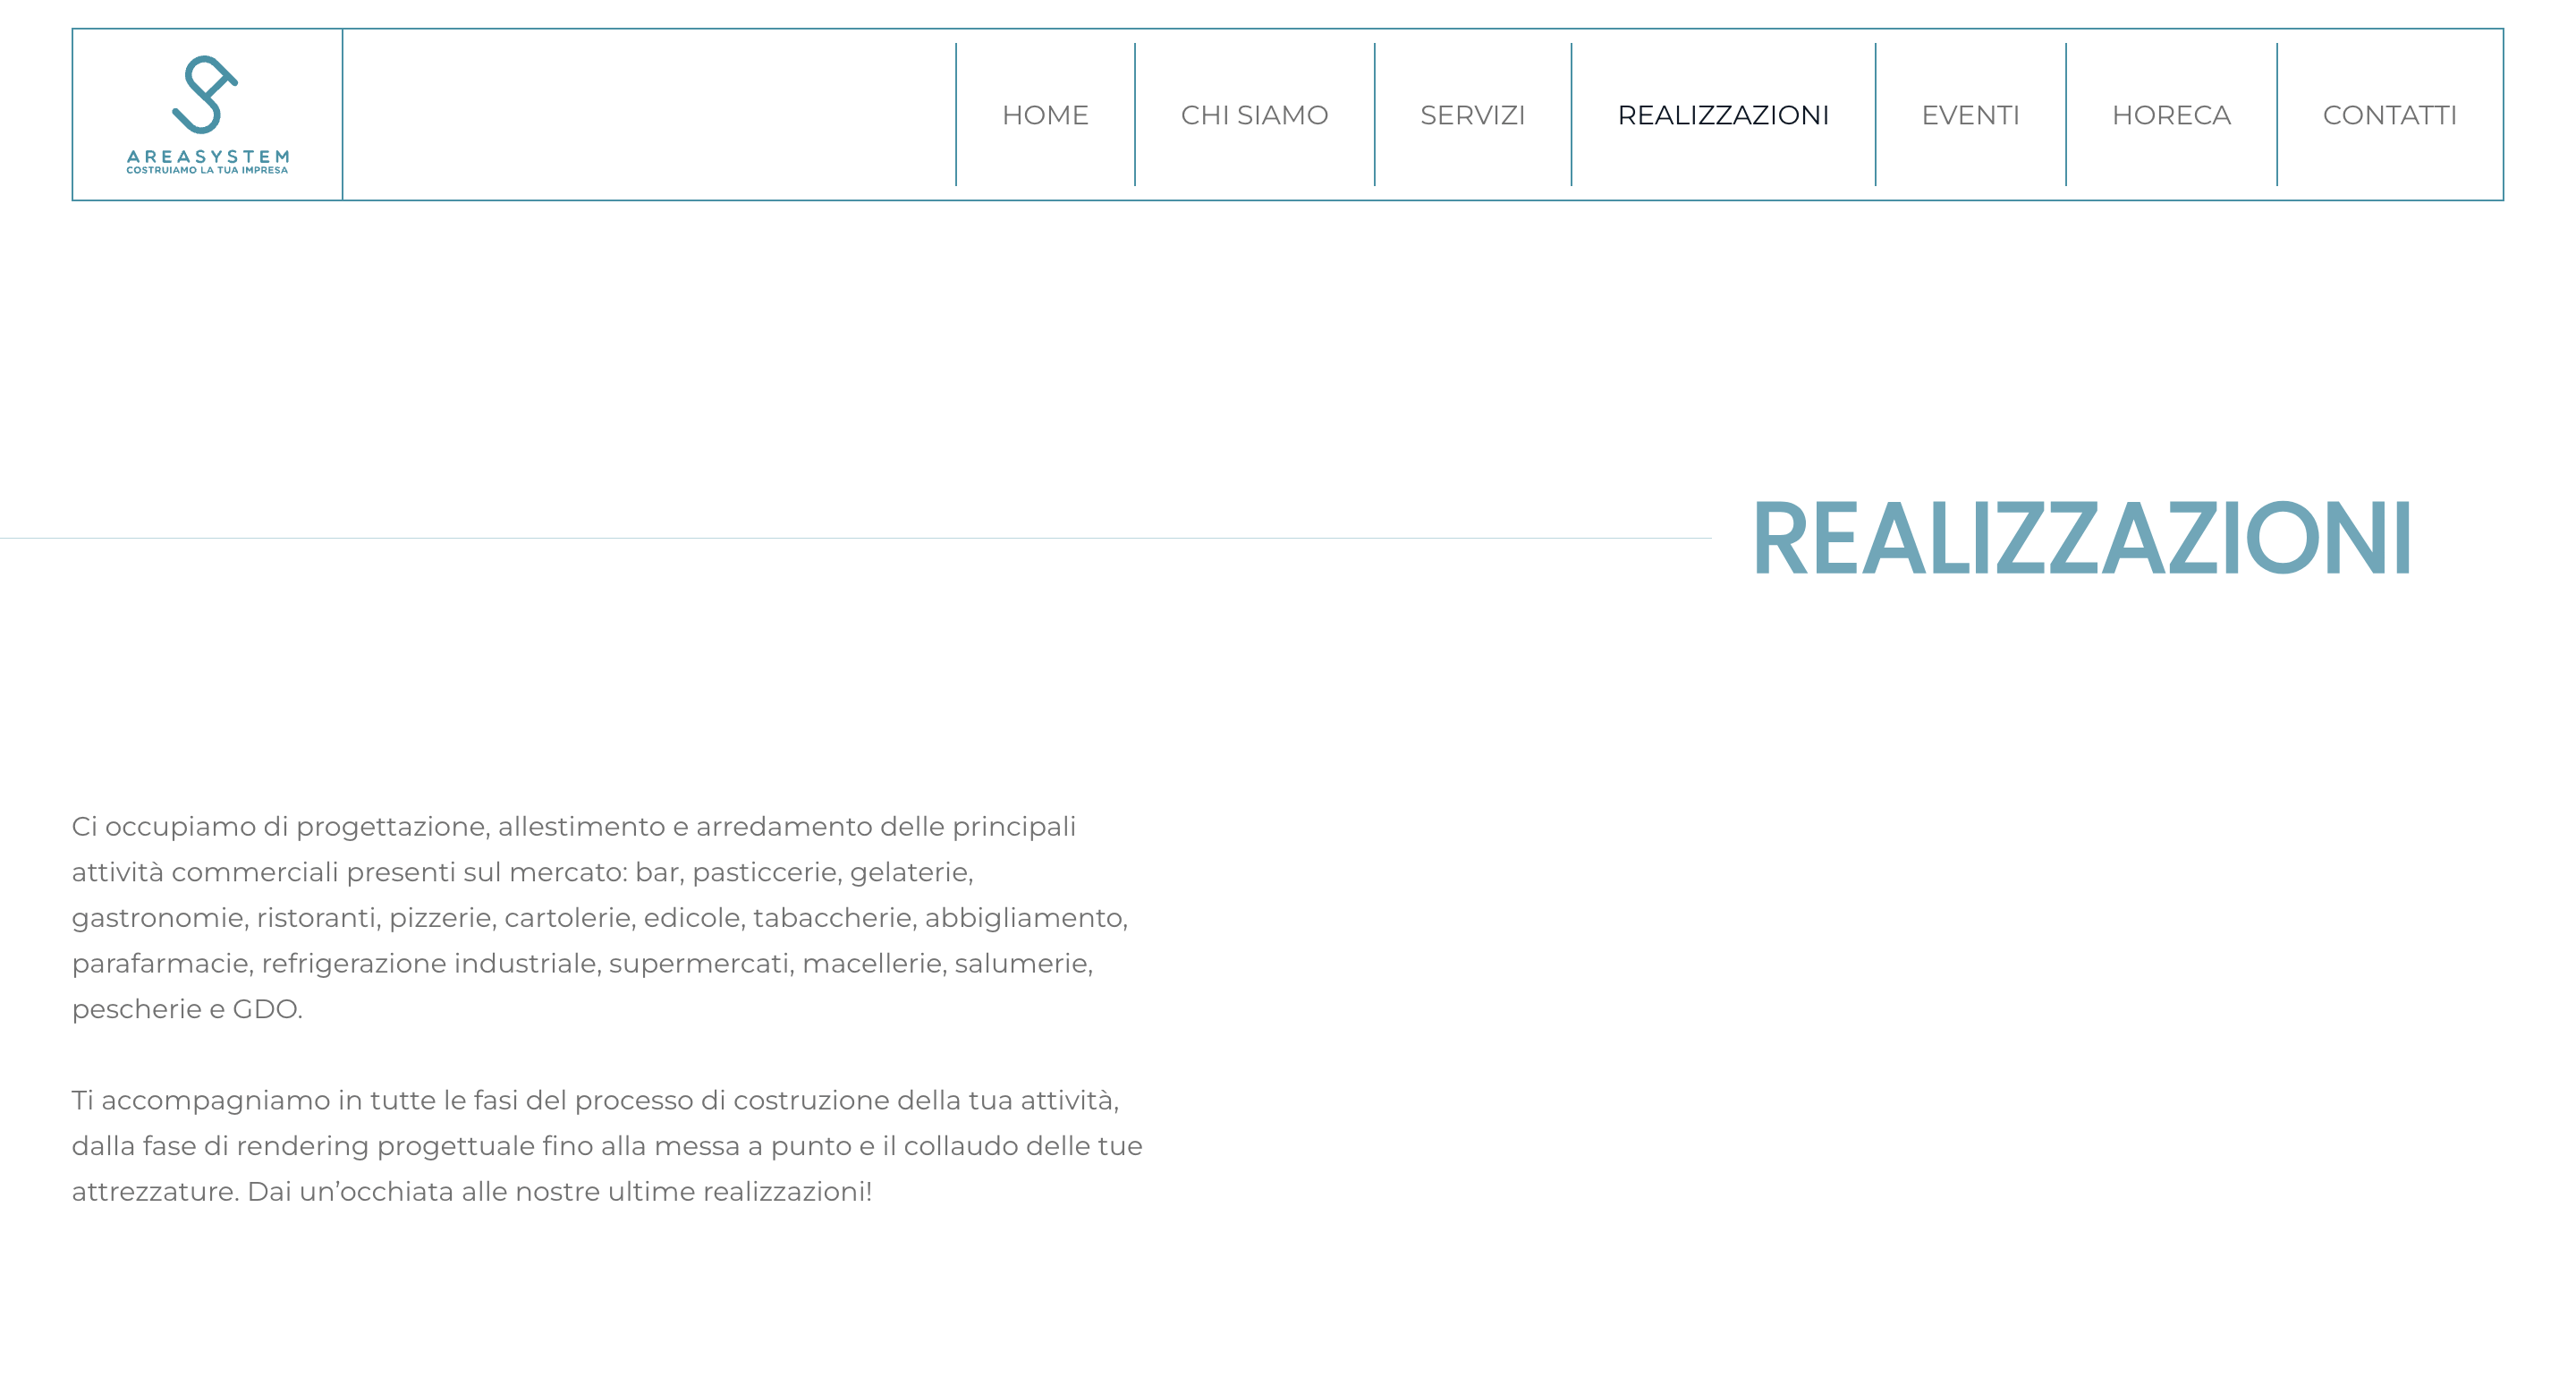 AREASYSTEM
COSTRUIAMO LA TUA IMPRESA
HOME
CHI SIAMO
SERVIZI
REALIZZAZIONI
EVENTI
HORECA
CONTATTI
REALIZZAZIONI
Ci occupiamo di progettazione, allestimento e arredamento delle principali
attività commerciali presenti sul mercato: bar, pasticcerie, gelaterie,
gastronomie, ristoranti, pizzerie, cartolerie, edicole, tabaccherie, abbigliamento,
parafarmacie, refrigerazione industriale, supermercati, macellerie, salumerie,
pescherie e GDO.
Ti accompagniamo in tutte le fasi del processo di costruzione della tua attività,
dalla fase di rendering progettuale fino alla messa a punto e il collaudo delle tue
attrezzature. Dai un’occhiata alle nostre ultime realizzazioni!